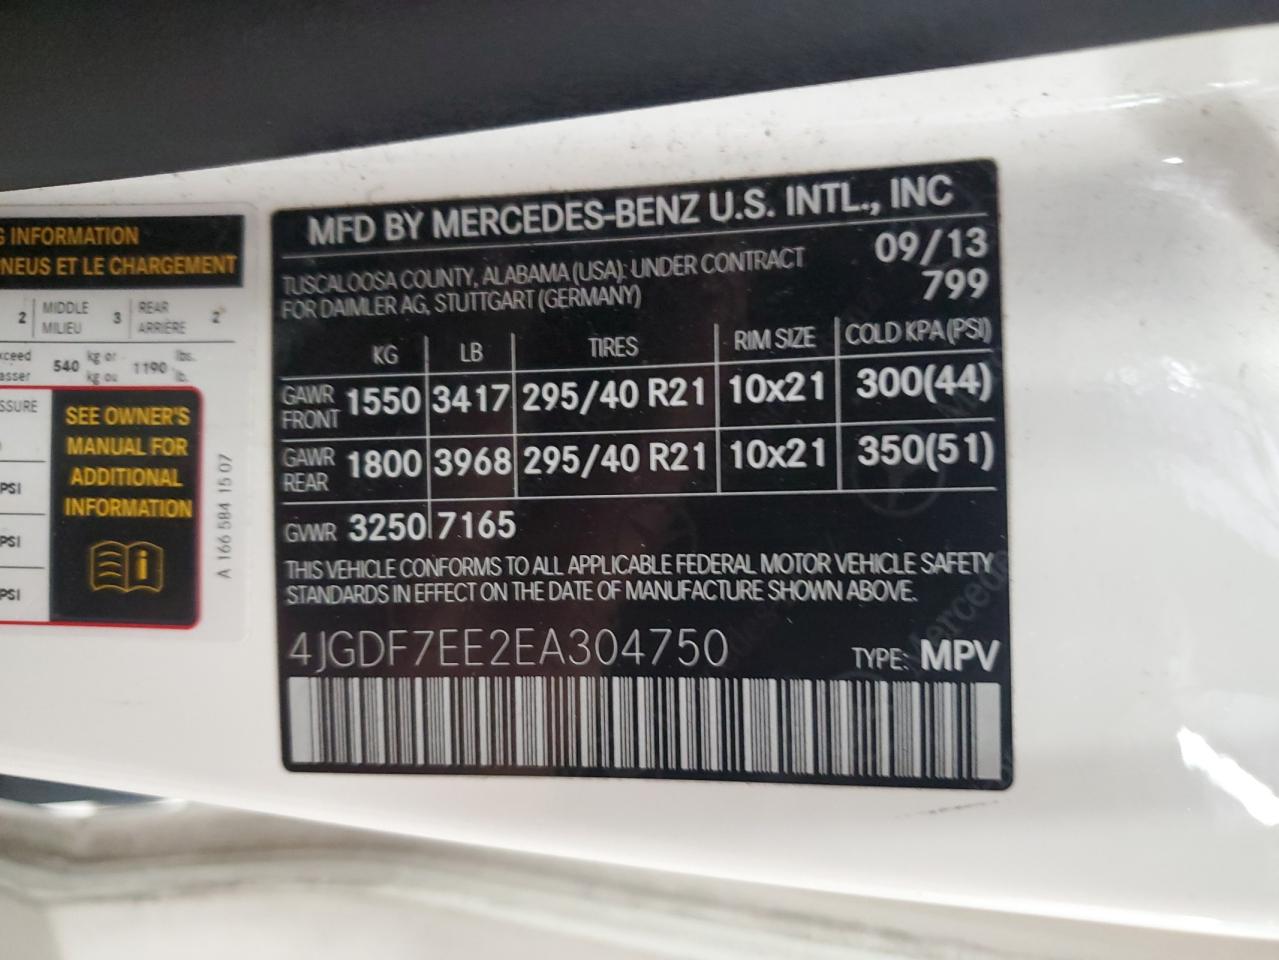 G INFORMATION
PNEUS ET LE CHARGEMENT
2 MIDDLE MILIEU 3 REAR ARRIÈRE 2
xceed
asser
540 kg or kg ou 1190 lbs. lb.
SSURE
PSI
PSI
PSI
SEE OWNER'S
MANUAL FOR
ADDITIONAL
INFORMATION
A 166 584 15 07
MFD BY MERCEDES-BENZ U.S. INTL., INC
TUSCALOOSA COUNTY, ALABAMA (USA): UNDER CONTRACT
FOR DAIMLER AG, STUTTGART (GERMANY)
09/13
799
KG LB TIRES RIM SIZE COLD KPA (PSI)
GAWR FRONT 1550 3417 295/40 R21 10x21 300(44)
GAWR REAR 1800 3968 295/40 R21 10x21 350(51)
GVWR 3250 7165
THIS VEHICLE CONFORMS TO ALL APPLICABLE FEDERAL MOTOR VEHICLE SAFETY
STANDARDS IN EFFECT ON THE DATE OF MANUFACTURE SHOWN ABOVE.
4JGDF7EE2EA304750
TYPE: MPV